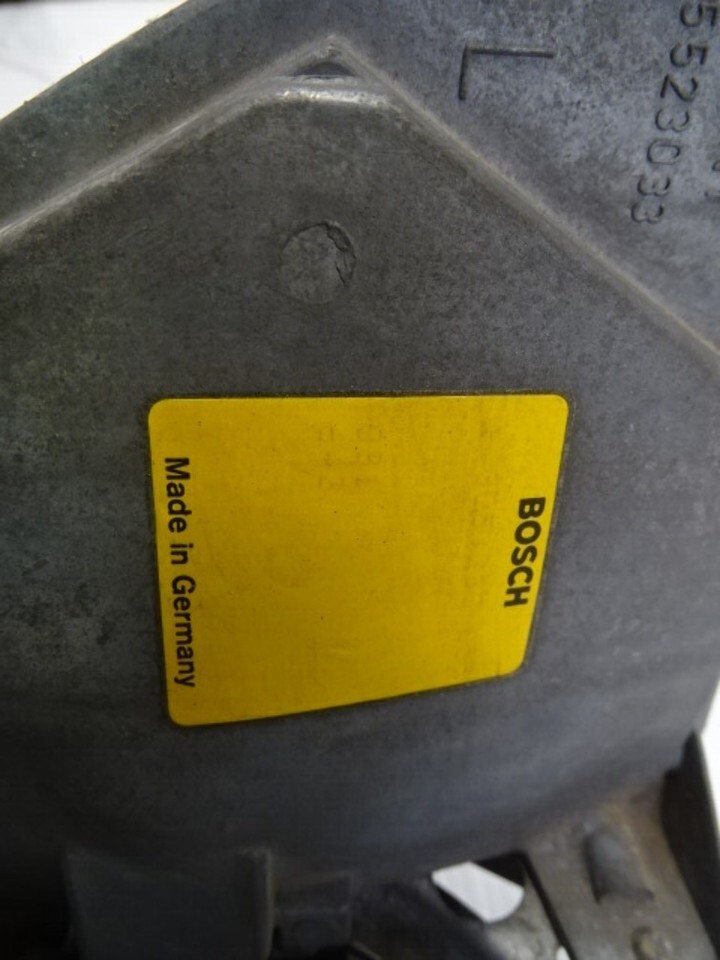 BOSCH
Made in Germany
L
5523033